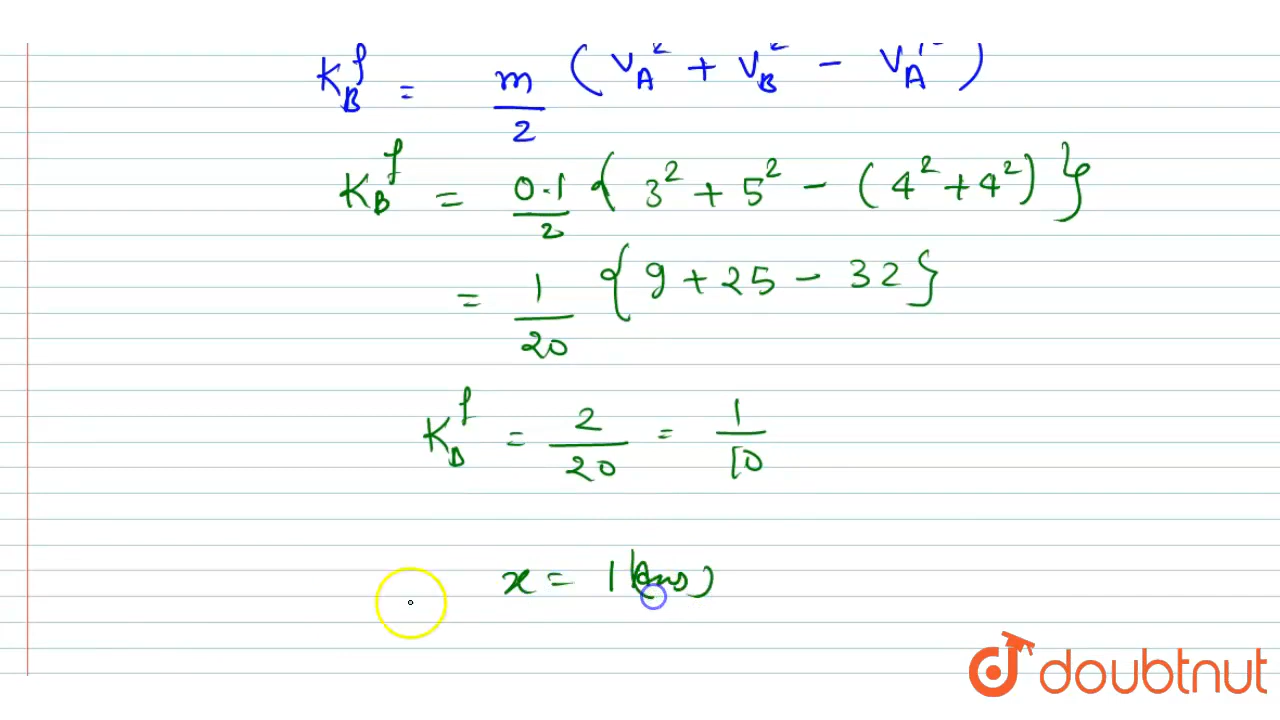 K_B^f = m/2 (V_A^2 + V_B^2 - V_A'^2)
K_B^f = 0.1/2 { 3^2 + 5^2 - (4^2 + 4^2) }
= 1/20 { 9 + 25 - 32 }
K_B^f = 2/20 = 1/10
x = 1 (Ans)
doubtnut